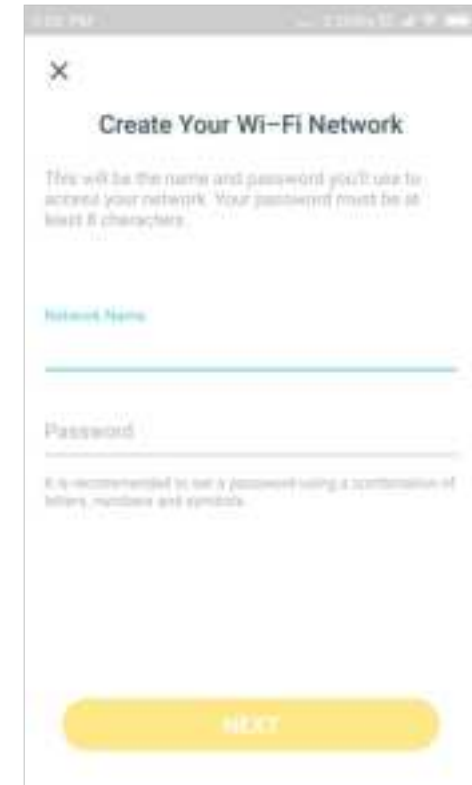 Create Your Wi-Fi Network
This will be the name and password you'll use to
access your network. Your password must be at
least 8 characters.
Network Name
Password
It is recommended to set a password using a combination of
letters, numbers and symbols.
NEXT